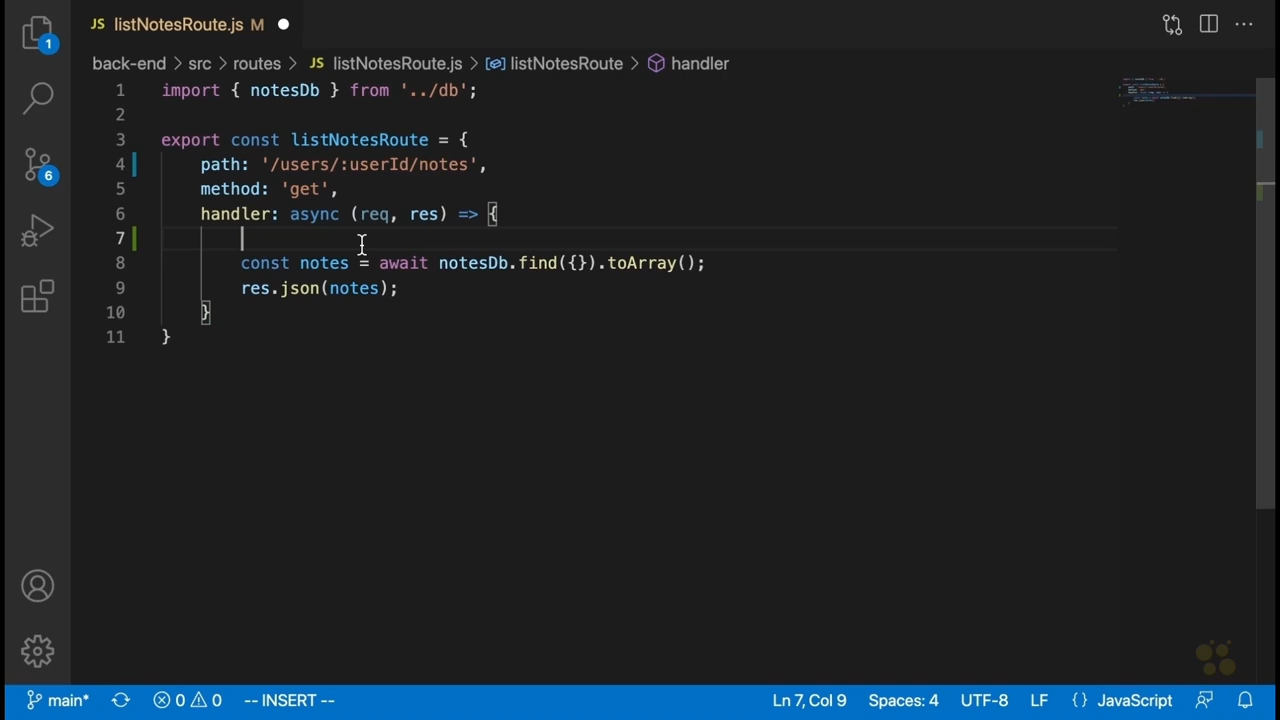 JS listNotesRoute.js M
1
back-end > src > routes > JS listNotesRoute.js > listNotesRoute > handler
1 import { notesDb } from '../db';
2
3 export const listNotesRoute = {
4 path: '/users/:userId/notes',
5 method: 'get',
6 handler: async (req, res) => {
7
8 const notes = await notesDb.find({}).toArray();
9 res.json(notes);
10 }
11 }
6
main* 0 0 -- INSERT -- Ln 7, Col 9 Spaces: 4 UTF-8 LF {} JavaScript